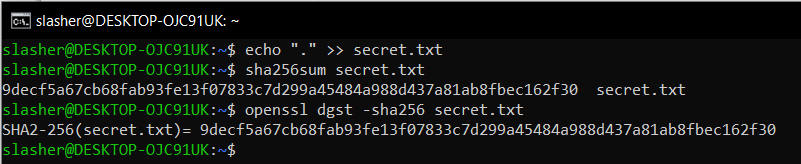 slasher@DESKTOP-OJC91UK: ~
slasher@DESKTOP-OJC91UK:~$ echo "." >> secret.txt
slasher@DESKTOP-OJC91UK:~$ sha256sum secret.txt
9decf5a67cb68fab93fe13f07833c7d299a45484a988d437a81ab8fbec162f30  secret.txt
slasher@DESKTOP-OJC91UK:~$ openssl dgst -sha256 secret.txt
SHA2-256(secret.txt)= 9decf5a67cb68fab93fe13f07833c7d299a45484a988d437a81ab8fbec162f30
slasher@DESKTOP-OJC91UK:~$